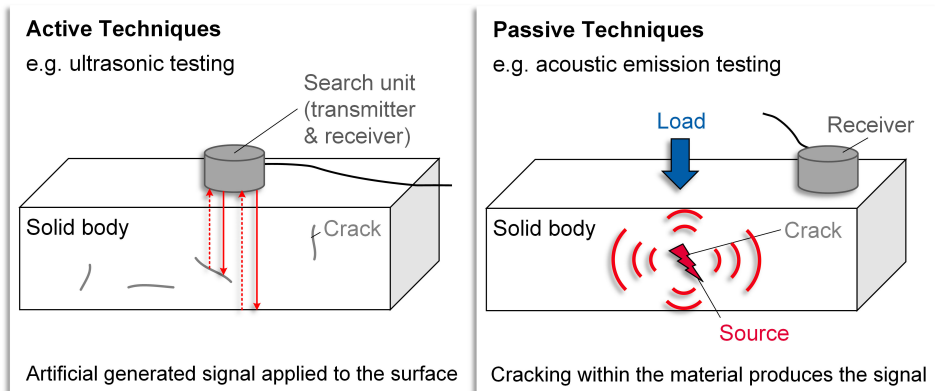 Active Techniques
e.g. ultrasonic testing
Search unit
(transmitter
& receiver)
Solid body
Crack
Artificial generated signal applied to the surface
Passive Techniques
e.g. acoustic emission testing
Load
Receiver
Solid body
Crack
Source
Cracking within the material produces the signal